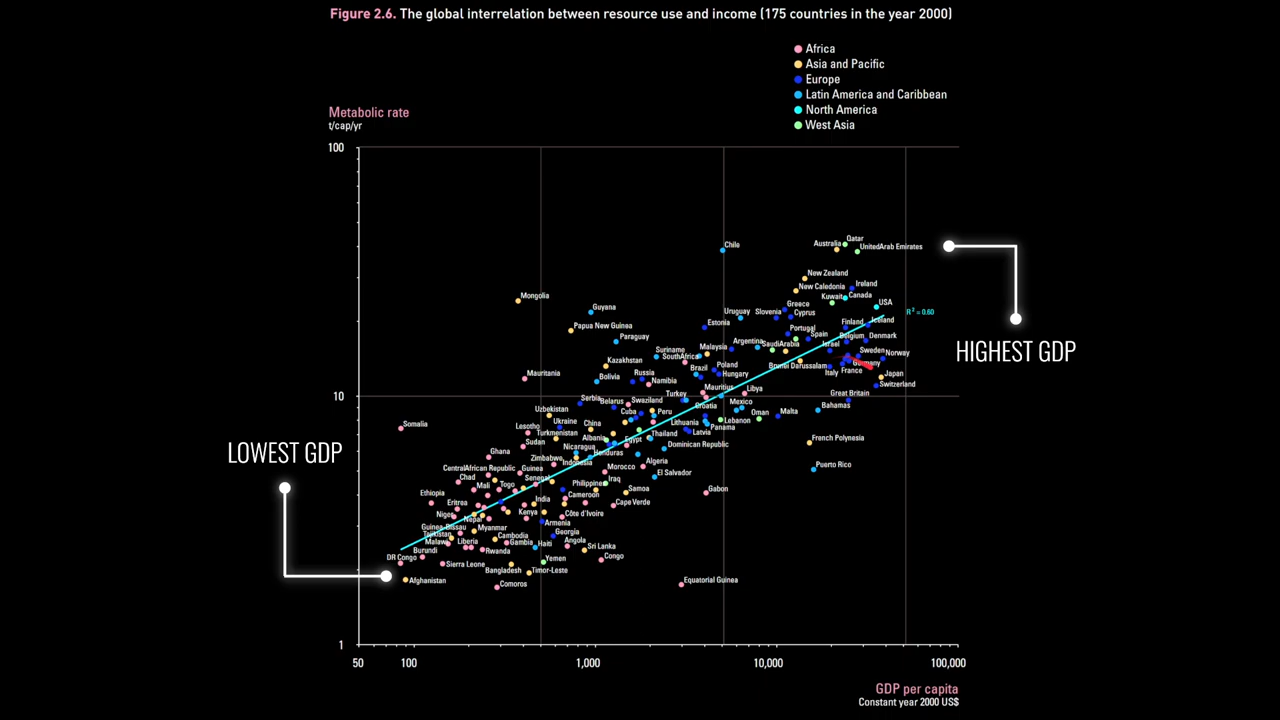 Figure 2.6. The global interrelation between resource use and income (175 countries in the year 2000)
Africa
Asia and Pacific
Europe
Latin America and Caribbean
North America
West Asia
Metabolic rate
t/cap/yr
100
10
1
Chile
Australia
Qatar
UnitedArab Emirates
New Zealand
New Caledonia
Ireland
Kuwait
Canada
USA
R² = 0.60
Mongolia
Guyana
Papua New Guinea
Paraguay
Uruguay
Slovenia
Greece
Cyprus
Estonia
Portugal
Spain
Finland
Iceland
Belgium
Denmark
Israel
Argentina
SaudiArabia
Malaysia
Suriname
SouthAfrica
Sweden
Norway
Germany
Brunei Darussalam
Italy
France
Japan
Switzerland
Great Britain
Kazakhstan
Bolivia
Russia
Namibia
Brazil
Poland
Hungary
Mauritania
Mauritius
Libya
Turkey
Serbia
Belarus
Swaziland
Croatia
Mexico
Bahamas
Uzbekistan
Cuba
Peru
Lebanon
Oman
Malta
Somalia
Ukraine
China
Lithuania
Panama
Lesotho
Turkmenistan
Albania
Thailand
Latvia
French Polynesia
Sudan
Nicaragua
Egypt
Dominican Republic
Ghana
Zimbabwe
Indonesia
Honduras
Puerto Rico
CentralAfrican Republic
Guinea
Morocco
Algeria
El Salvador
Chad
Senegal
Iraq
Mali
Togo
Philippines
Samoa
Gabon
Ethiopia
Eritrea
India
Cameroon
Cape Verde
Niger
Nepal
Kenya
Côte d'Ivoire
Guinea-Bissau
Myanmar
Armenia
Tajikistan
Cambodia
Georgia
Malawi
Liberia
Gambia
Haiti
Angola
Sri Lanka
Burundi
Rwanda
DR Congo
Sierra Leone
Bangladesh
Yemen
Timor-Leste
Congo
Afghanistan
Comoros
Equatorial Guinea
LOWEST GDP
HIGHEST GDP
50
100
1,000
10,000
100,000
GDP per capita
Constant year 2000 US$